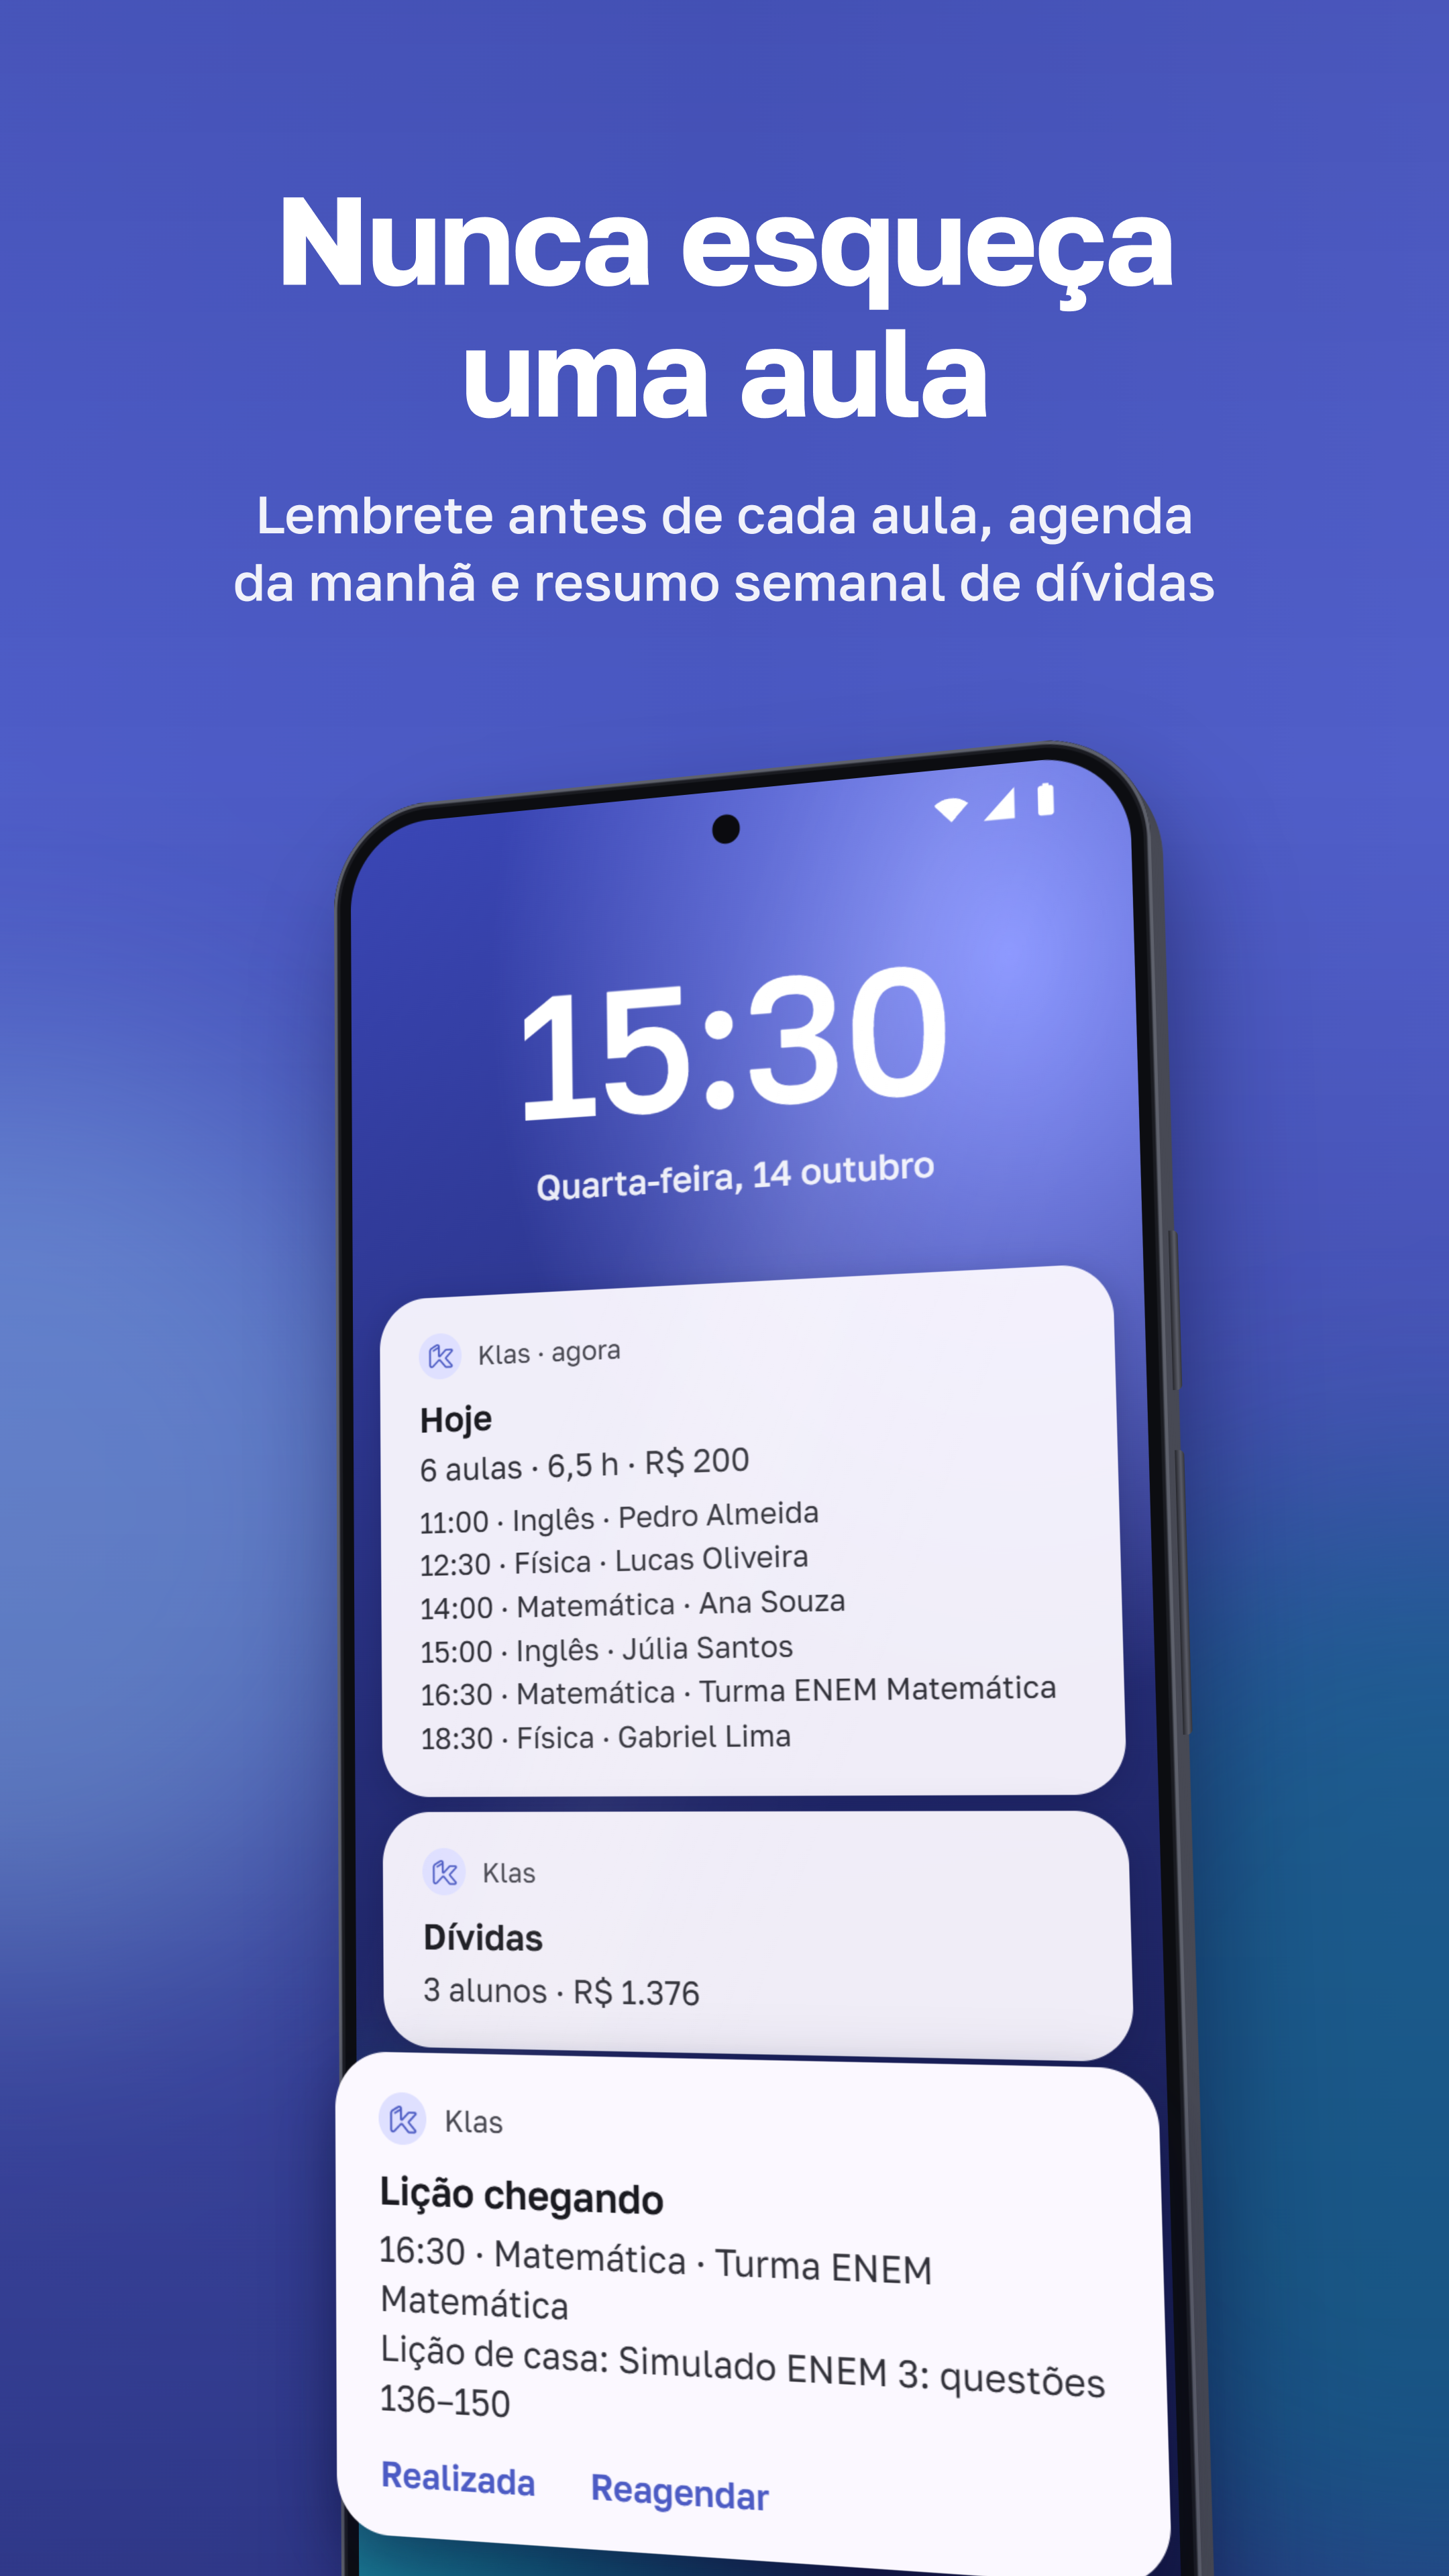 Nunca esqueça
uma aula
Lembrete antes de cada aula, agenda
da manhã e resumo semanal de dívidas
15:30
Quarta-feira, 14 outubro
Klas · agora
Hoje
6 aulas · 6,5 h · R$ 200
11:00 · Inglês · Pedro Almeida
12:30 · Física · Lucas Oliveira
14:00 · Matemática · Ana Souza
15:00 · Inglês · Júlia Santos
16:30 · Matemática · Turma ENEM Matemática
18:30 · Física · Gabriel Lima
Klas
Dívidas
3 alunos · R$ 1.376
Klas
Lição chegando
16:30 · Matemática · Turma ENEM
Matemática
Lição de casa: Simulado ENEM 3: questões
136–150
Realizada Reagendar